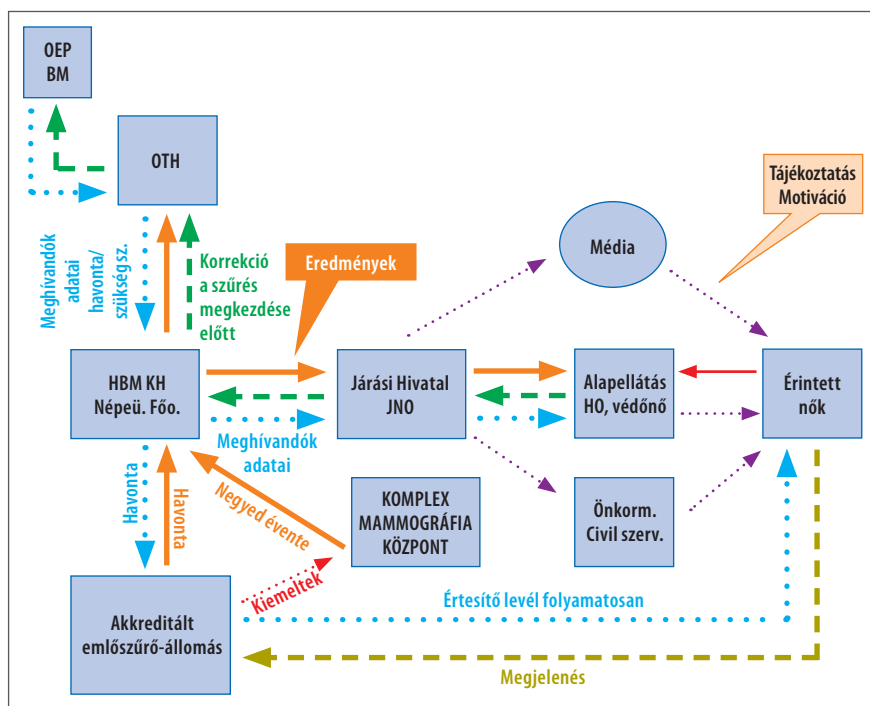 OEP
BM
OTH
Tájékoztatás
Motiváció
Média
Meghívandók
adatai
havonta/
szükség sz.
Korrekció
a szűrés
megkezdése
előtt
Eredmények
HBM KH
Népeü. Főo.
Járási Hivatal
JNO
Alapellátás
HO, védőnő
Érintett
nők
Meghívandók
adatai
Havonta
Havonta
Negyed évente
KOMPLEX
MAMMOGRÁFIA
KÖZPONT
Önkorm.
Civil szerv.
Kiemeltek
Akkreditált
emlőszűrő-állomás
Értesítő levél folyamatosan
Megjelenés